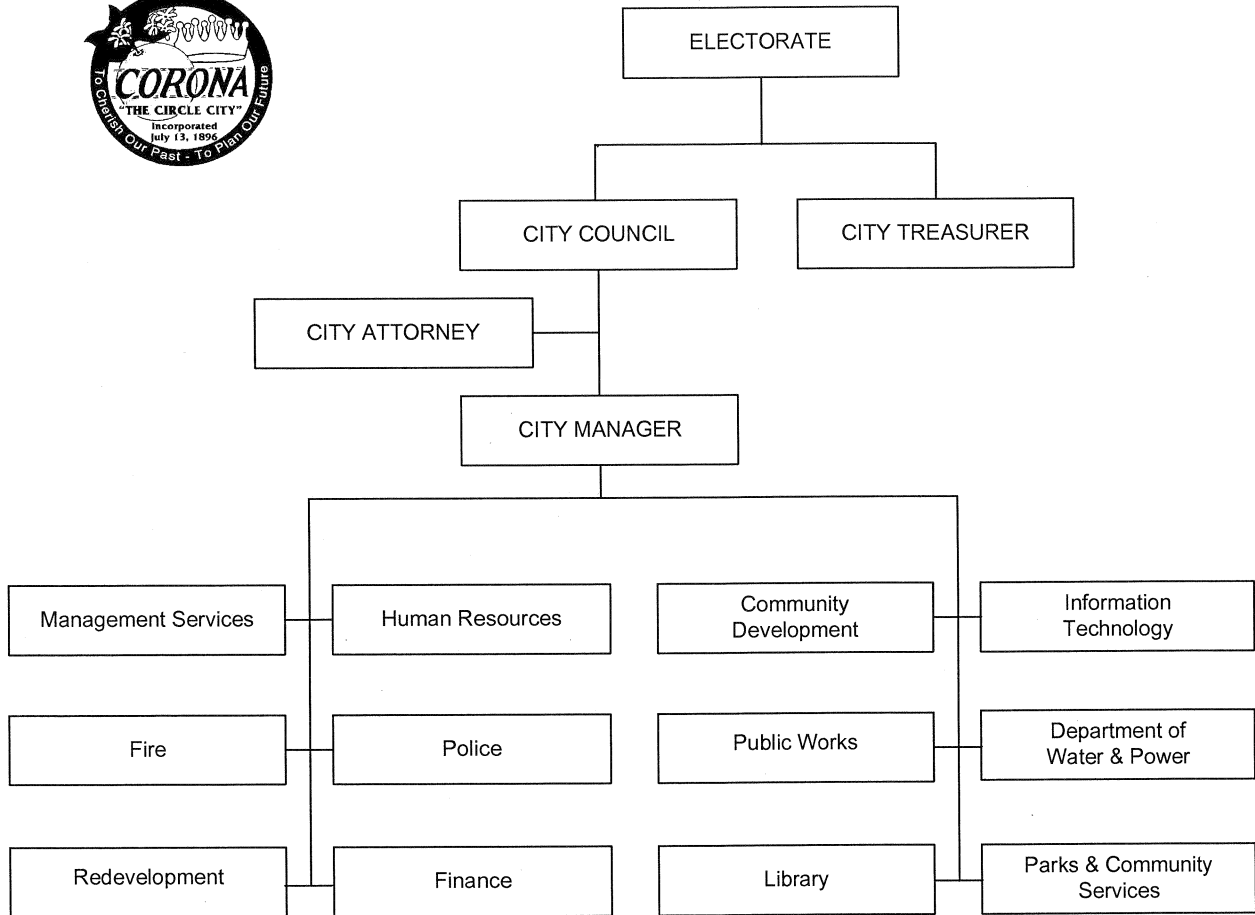 CORONA
"THE CIRCLE CITY"
Incorporated
July 13, 1896
To Cherish Our Past - To Plan Our Future
ELECTORATE
CITY COUNCIL
CITY TREASURER
CITY ATTORNEY
CITY MANAGER
Management Services
Human Resources
Community
Development
Information
Technology
Fire
Police
Public Works
Department of
Water & Power
Redevelopment
Finance
Library
Parks & Community
Services